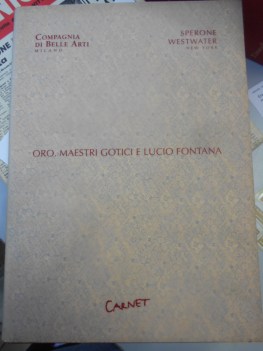 COMPAGNIA
DI BELLE ARTI
MILANO
SPERONE
WESTWATER
NEW YORK
ORO. MAESTRI GOTICI E LUCIO FONTANA
CARNET